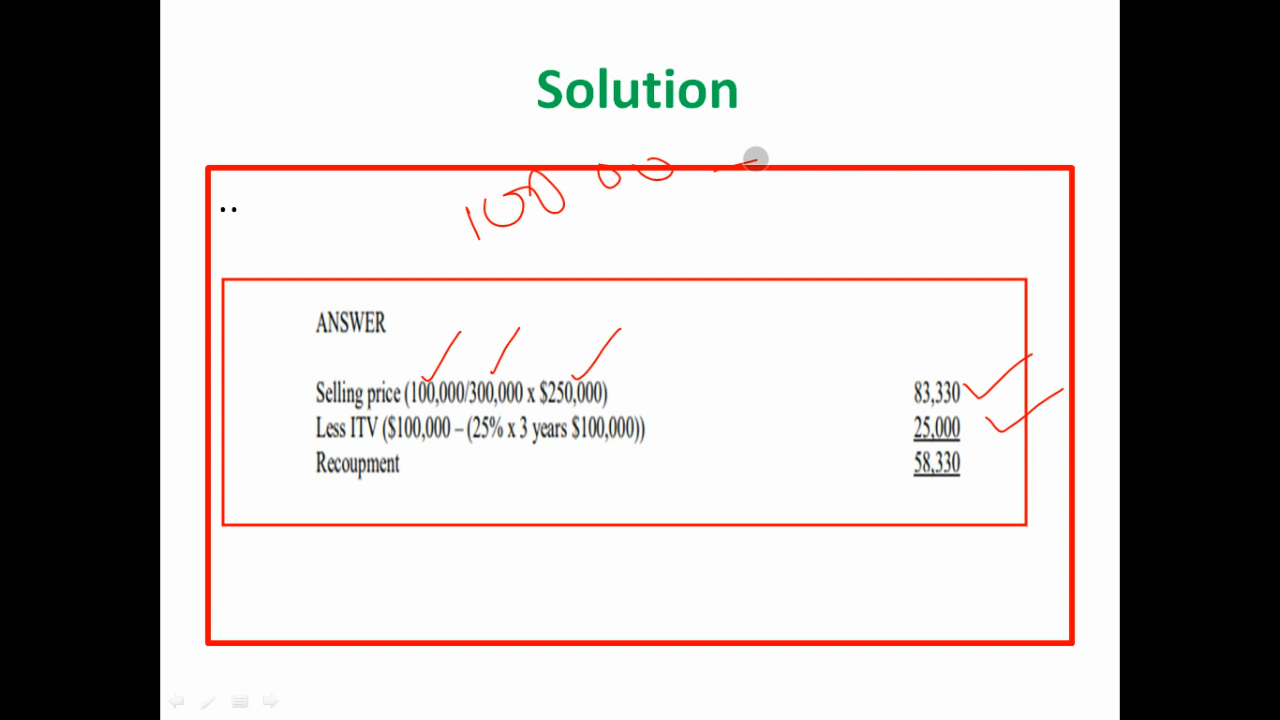 Solution
100 00 –
..
ANSWER
Selling price (100,000/300,000 x $250,000) 83,330
Less ITV ($100,000 – (25% x 3 years $100,000)) 25,000
Recoupment 58,330